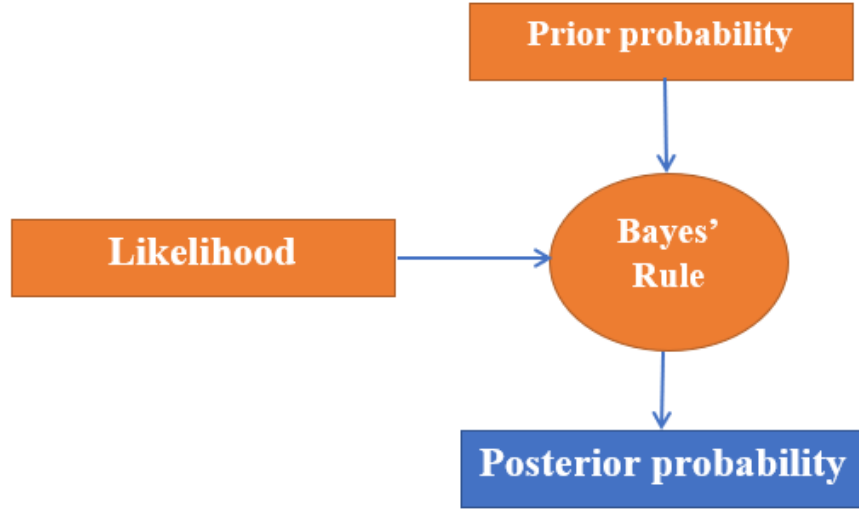 Prior probability
Likelihood
Bayes’
Rule
Posterior probability